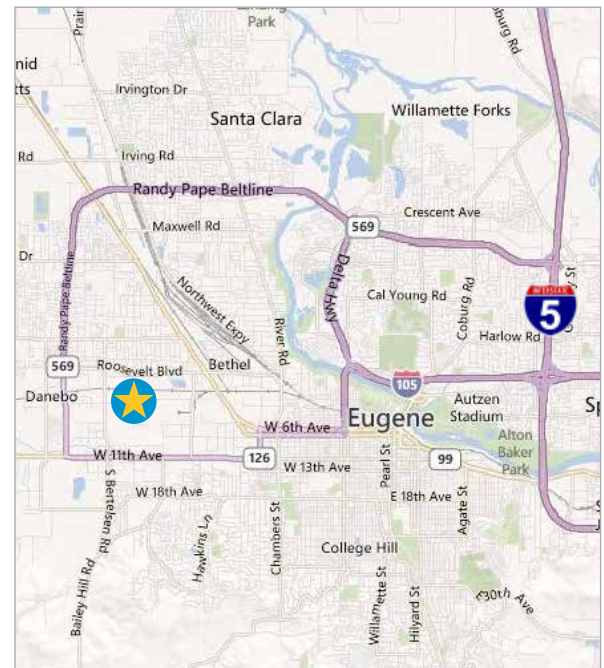 Park
Irvington Dr
Santa Clara
Willamette Forks
Rd
Irving Rd
Randy Pape Beltline
Crescent Ave
569
Maxwell Rd
Dr
Delta Hwy
Cal Young Rd
Coburg Rd
INTERSTATE
5
Northwest Expy
River Rd
Harlow Rd
Randy Pape Beltline
569
Roosevelt Blvd
Bethel
105
Danebo
Autzen
Stadium
Eugene
W 6th Ave
Alton
Baker
Park
W 11th Ave
126
W 13th Ave
Pearl St
99
S Bertelsen Rd
W 18th Ave
E 18th Ave
Agate St
Hawkins Ln
Chambers St
College Hill
Bailey Hill Rd
Willamette St
Hilyard St
E 30th Ave